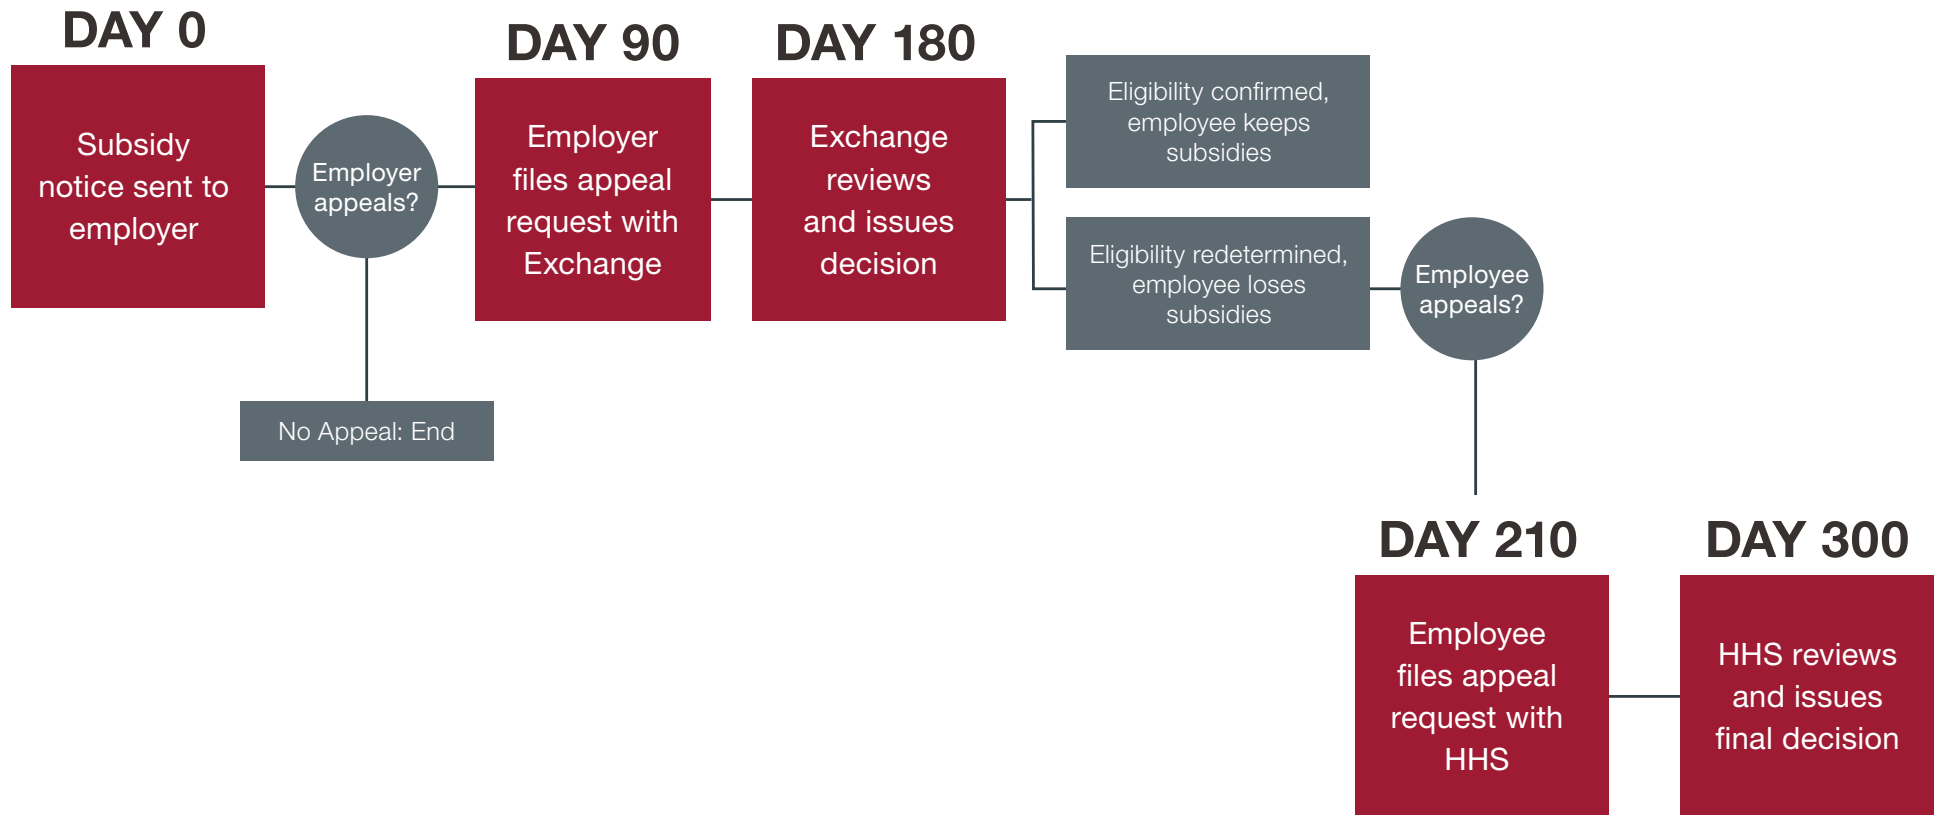 DAY 0
Subsidy
notice sent to
employer
Employer
appeals?
No Appeal: End
DAY 90
Employer
files appeal
request with
Exchange
DAY 180
Exchange
reviews
and issues
decision
Eligibility confirmed,
employee keeps
subsidies
Eligibility redetermined,
employee loses
subsidies
Employee
appeals?
DAY 210
Employee
files appeal
request with
HHS
DAY 300
HHS reviews
and issues
final decision